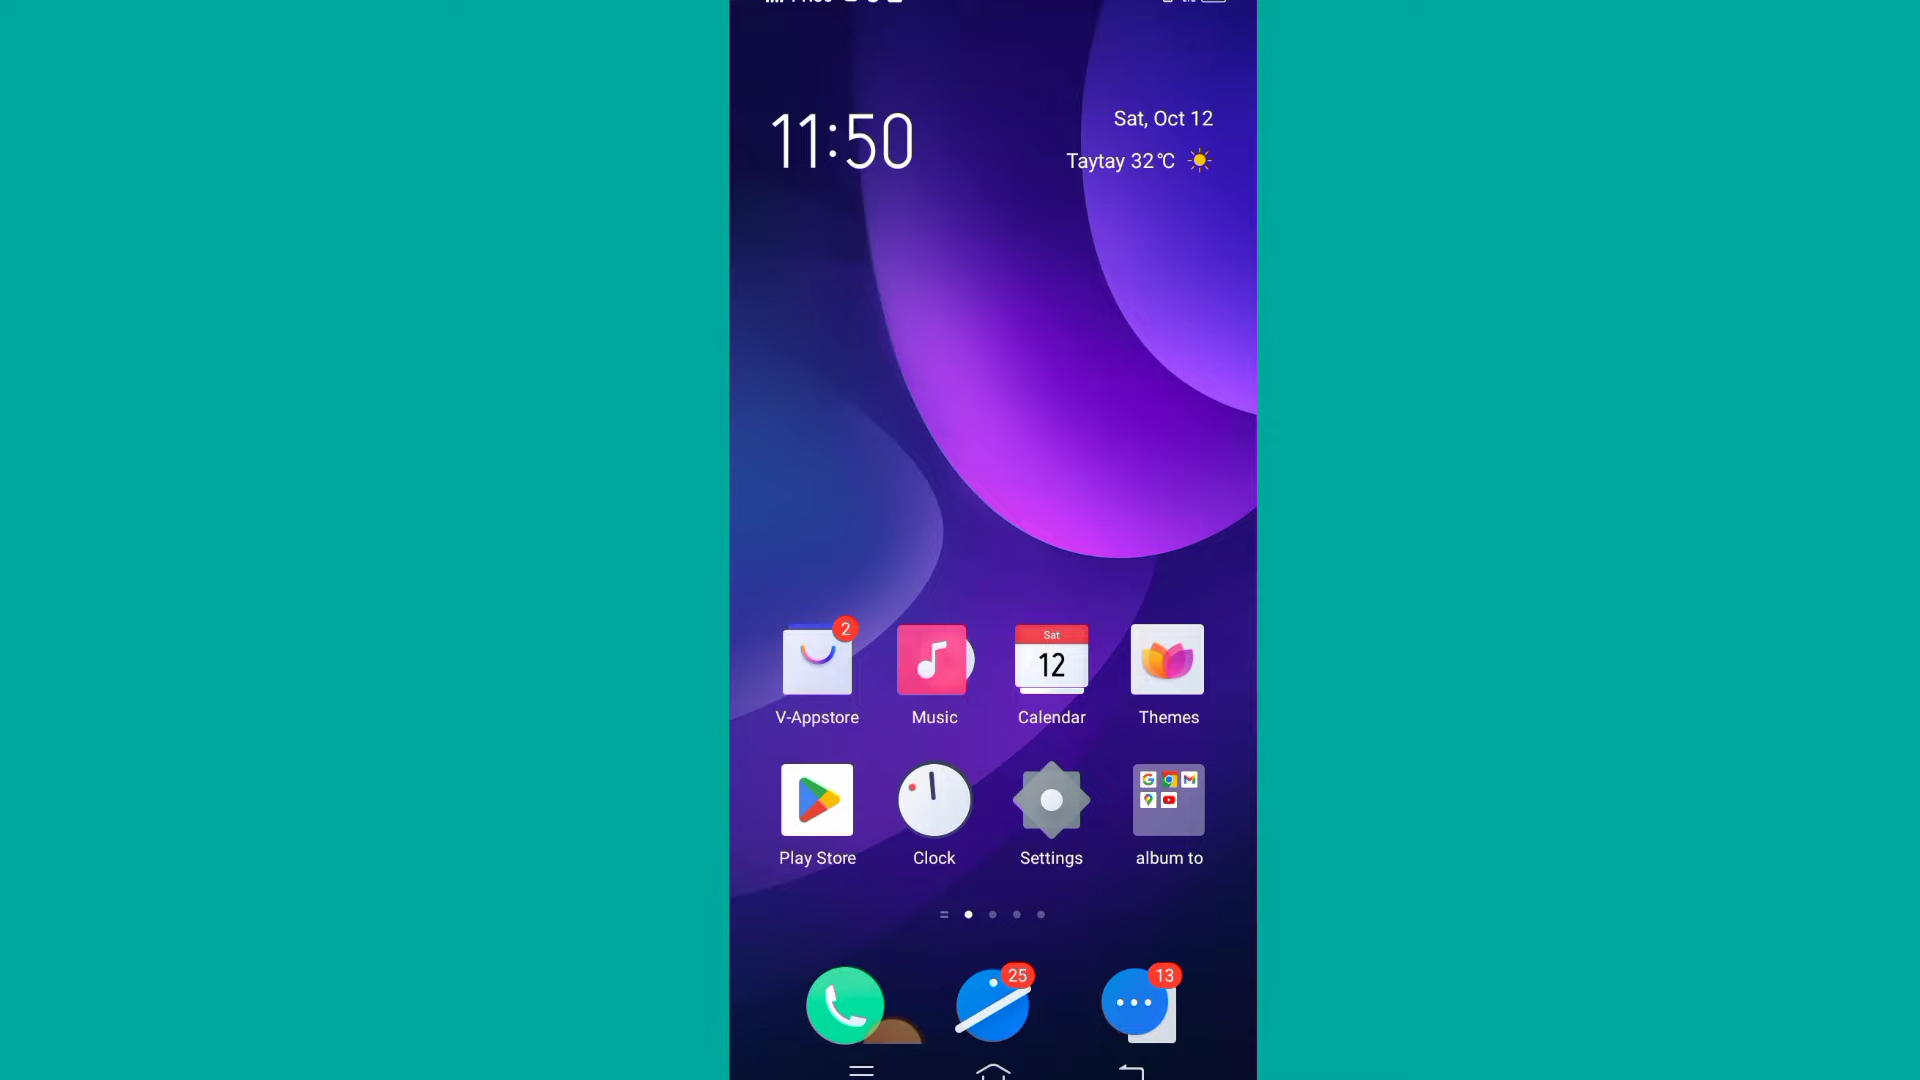 11:50
Sat, Oct 12
Taytay 32℃
2
Sat
12
V-Appstore
Music
Calendar
Themes
Play Store
Clock
Settings
album to
25
13